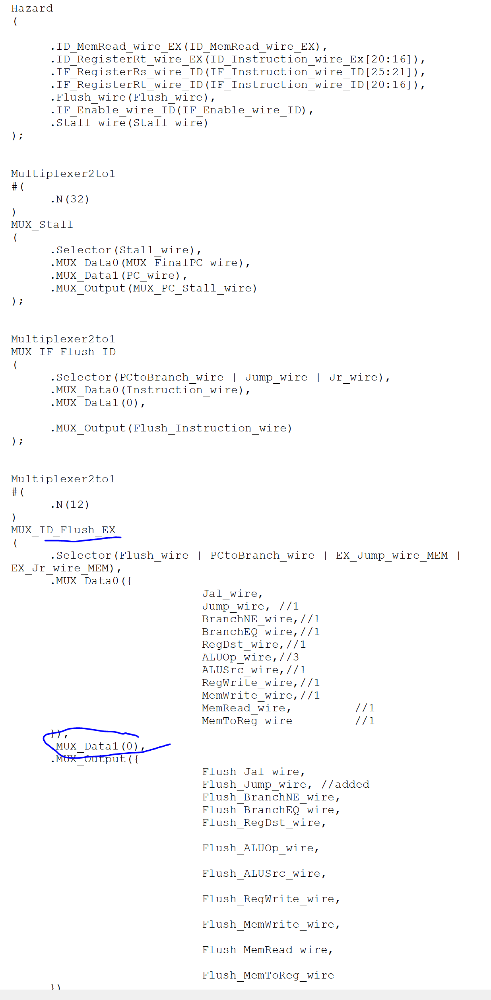 Hazard
(
.ID_MemRead_wire_EX(ID_MemRead_wire_EX),
.ID_RegisterRt_wire_EX(ID_Instruction_wire_Ex[20:16]),
.IF_RegisterRs_wire_ID(IF_Instruction_wire_ID[25:21]),
.IF_RegisterRt_wire_ID(IF_Instruction_wire_ID[20:16]),
.Flush_wire(Flush_wire),
.IF_Enable_wire_ID(IF_Enable_wire_ID),
.Stall_wire(Stall_wire)
);
Multiplexer2to1
#(
.N(32)
)
MUX_Stall
(
.Selector(Stall_wire),
.MUX_Data0(MUX_FinalPC_wire),
.MUX_Data1(PC_wire),
.MUX_Output(MUX_PC_Stall_wire)
);
Multiplexer2to1
MUX_IF_Flush_ID
(
.Selector(PCtoBranch_wire | Jump_wire | Jr_wire),
.MUX_Data0(Instruction_wire),
.MUX_Data1(0),
.MUX_Output(Flush_Instruction_wire)
);
Multiplexer2to1
#(
.N(12)
)
MUX_ID_Flush_EX
(
.Selector(Flush_wire | PCtoBranch_wire | EX_Jump_wire_MEM |
EX_Jr_wire_MEM),
.MUX_Data0({
Jal_wire,
Jump_wire, //1
BranchNE_wire,//1
BranchEQ_wire,//1
RegDst_wire,//1
ALUOp_wire,//3
ALUSrc_wire,//1
RegWrite_wire,//1
MemWrite_wire,//1
MemRead_wire, //1
MemToReg_wire //1
}),
.MUX_Data1(0),
.MUX_Output({
Flush_Jal_wire,
Flush_Jump_wire, //added
Flush_BranchNE_wire,
Flush_BranchEQ_wire,
Flush_RegDst_wire,
Flush_ALUOp_wire,
Flush_ALUSrc_wire,
Flush_RegWrite_wire,
Flush_MemWrite_wire,
Flush_MemRead_wire,
Flush_MemToReg_wire
})